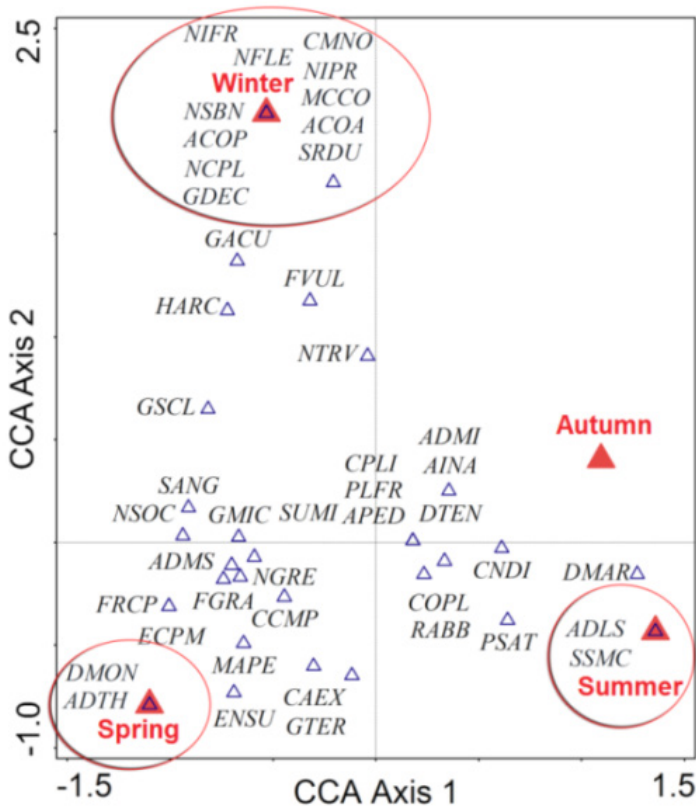 2.5
NIFR
CMNO
NFLE
Winter
NIPR
MCCO
NSBN
ACOP
ACOA
SRDU
NCPL
GDEC
GACU
FVUL
HARC
NTRV
GSCL
ADMI
Autumn
CPLI
AINA
PLFR
SANG
NSOC
GMIC
SUMI
APED
DTEN
ADMS
NGRE
CNDI
DMAR
FRCP
FGRA
CCMP
COPL
RABB
PSAT
ECPM
MAPE
ADLS
SSMC
DMON
ADTH
Summer
Spring
ENSU
CAEX
GTER
CCA Axis 2
-1.0
-1.5
CCA Axis 1
1.5